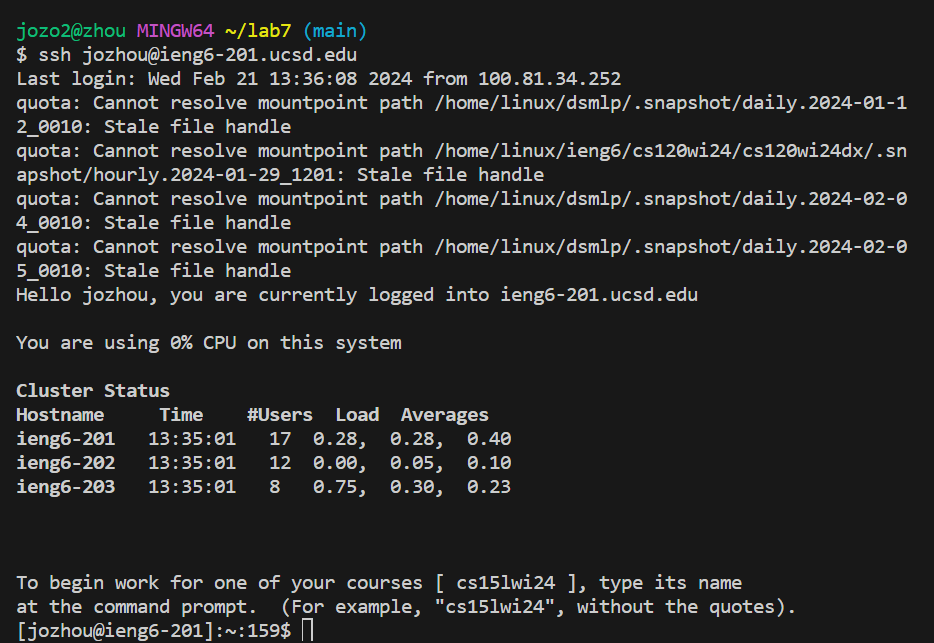 jozo2@zhou MINGW64 ~/lab7 (main)
$ ssh jozhou@ieng6-201.ucsd.edu
Last login: Wed Feb 21 13:36:08 2024 from 100.81.34.252
quota: Cannot resolve mountpoint path /home/linux/dsmlp/.snapshot/daily.2024-01-1
2_0010: Stale file handle
quota: Cannot resolve mountpoint path /home/linux/ieng6/cs120wi24/cs120wi24dx/.sn
apshot/hourly.2024-01-29_1201: Stale file handle
quota: Cannot resolve mountpoint path /home/linux/dsmlp/.snapshot/daily.2024-02-0
4_0010: Stale file handle
quota: Cannot resolve mountpoint path /home/linux/dsmlp/.snapshot/daily.2024-02-0
5_0010: Stale file handle
Hello jozhou, you are currently logged into ieng6-201.ucsd.edu
You are using 0% CPU on this system
Cluster Status
Hostname     Time    #Users  Load  Averages
ieng6-201   13:35:01   17  0.28,  0.28,  0.40
ieng6-202   13:35:01   12  0.00,  0.05,  0.10
ieng6-203   13:35:01   8   0.75,  0.30,  0.23
To begin work for one of your courses [ cs15lwi24 ], type its name
at the command prompt.  (For example, "cs15lwi24", without the quotes).
[jozhou@ieng6-201]:~:159$